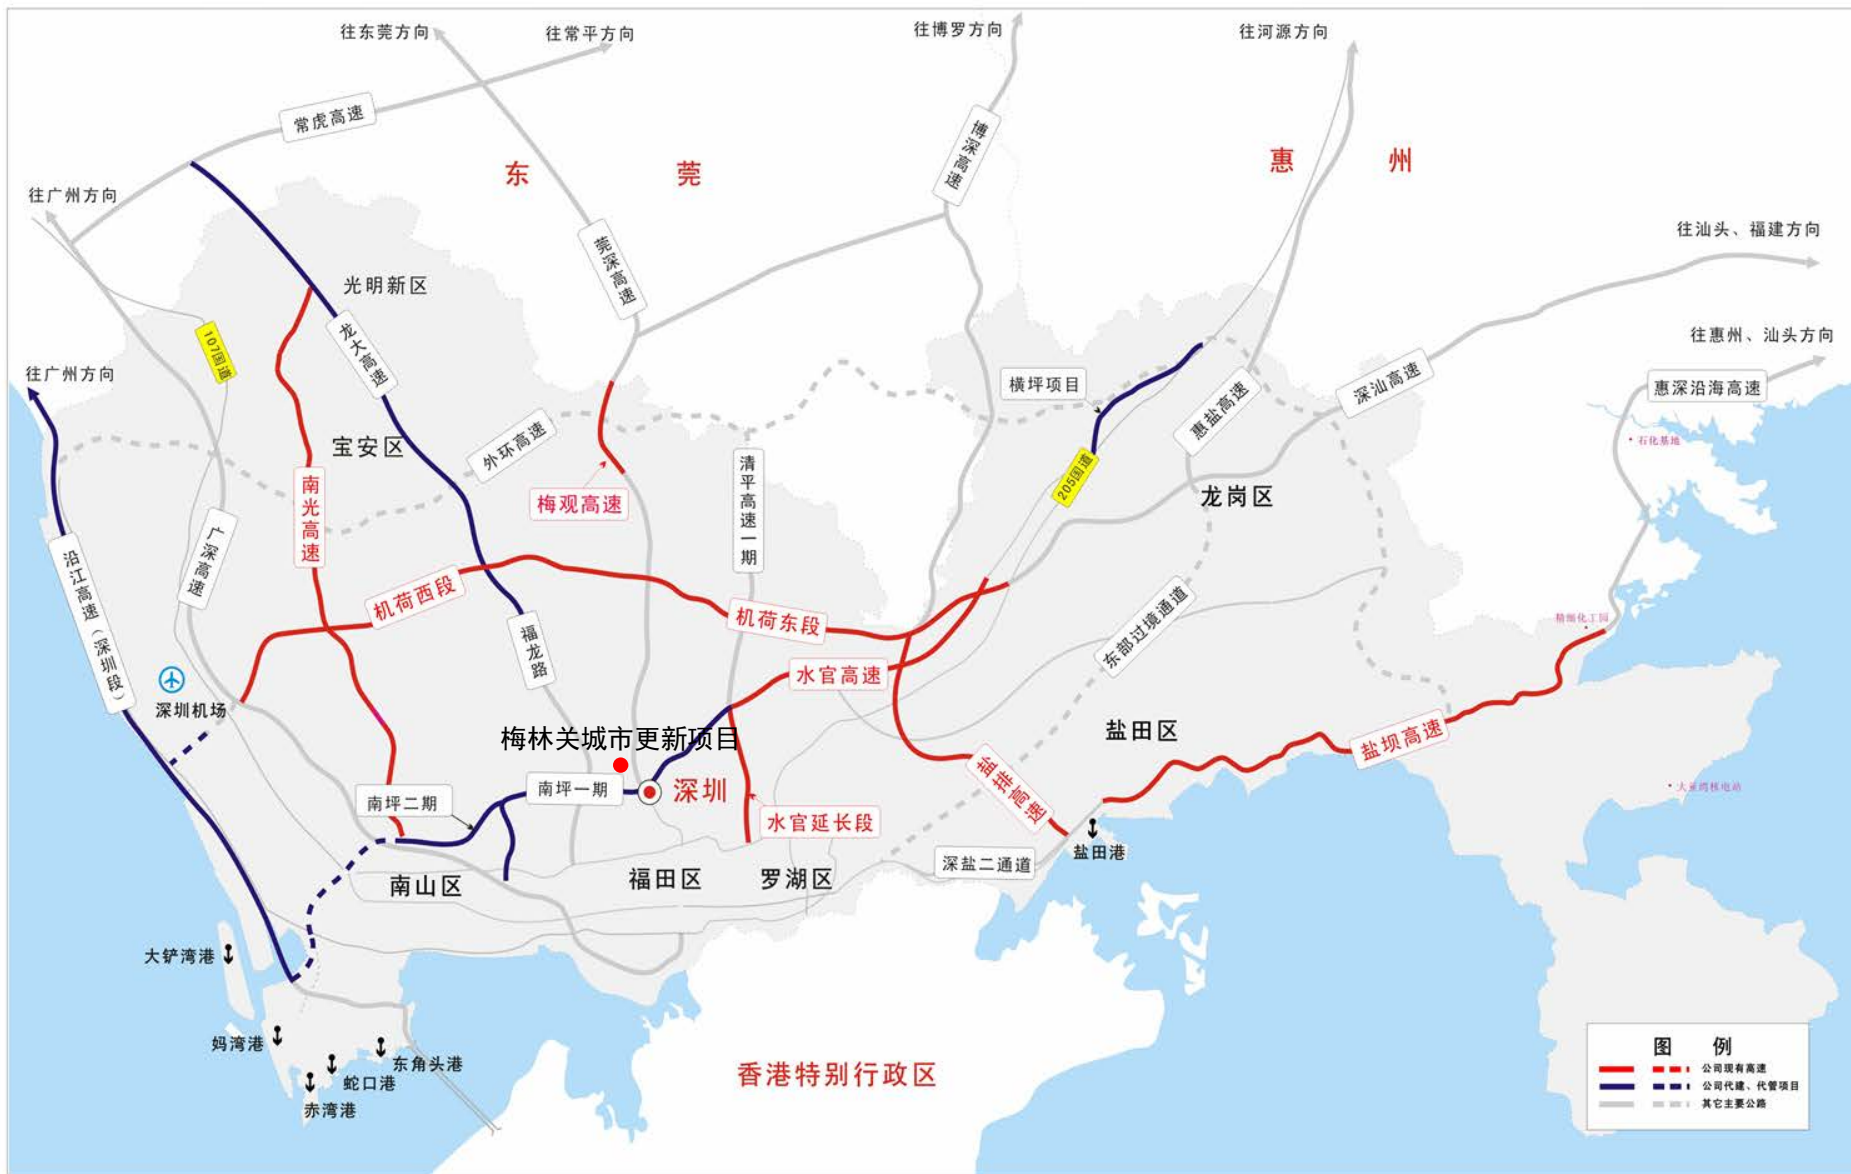 往东莞方向
往常平方向
往博罗方向
往河源方向
常虎高速
博深高速
东莞
惠州
往广州方向
往汕头、福建方向
莞深高速
光明新区
107国道
龙大高速
往惠州、汕头方向
往广州方向
横坪项目
惠盐高速
深汕高速
惠深沿海高速
石化基地
宝安区
外环高速
南光高速
梅观高速
清平高速一期
205国道
龙岗区
广深高速
沿江高速(深圳段)
机荷西段
机荷东段
福龙路
东部过境通道
精细化工园
水官高速
深圳机场
梅林关城市更新项目
盐田区
盐坝高速
南坪二期
南坪一期
深圳
盐排高速
大亚湾核电站
水官延长段
盐田港
深盐二通道
南山区
福田区
罗湖区
大铲湾港
妈湾港
东角头港
蛇口港
赤湾港
香港特别行政区
图 例
公司现有高速
公司代建、代管项目
其它主要公路